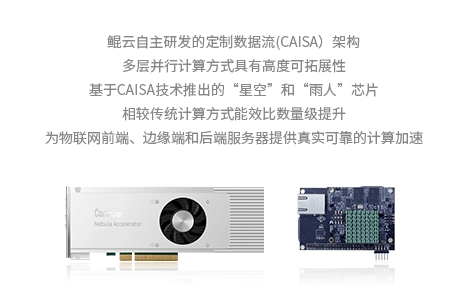 鲲云自主研发的定制数据流(CAISA）架构
多层并行计算方式具有高度可拓展性
基于CAISA技术推出的“星空”和“雨人”芯片
相较传统计算方式能效比数量级提升
为物联网前端、边缘端和后端服务器提供真实可靠的计算加速
Nebula Accelerator